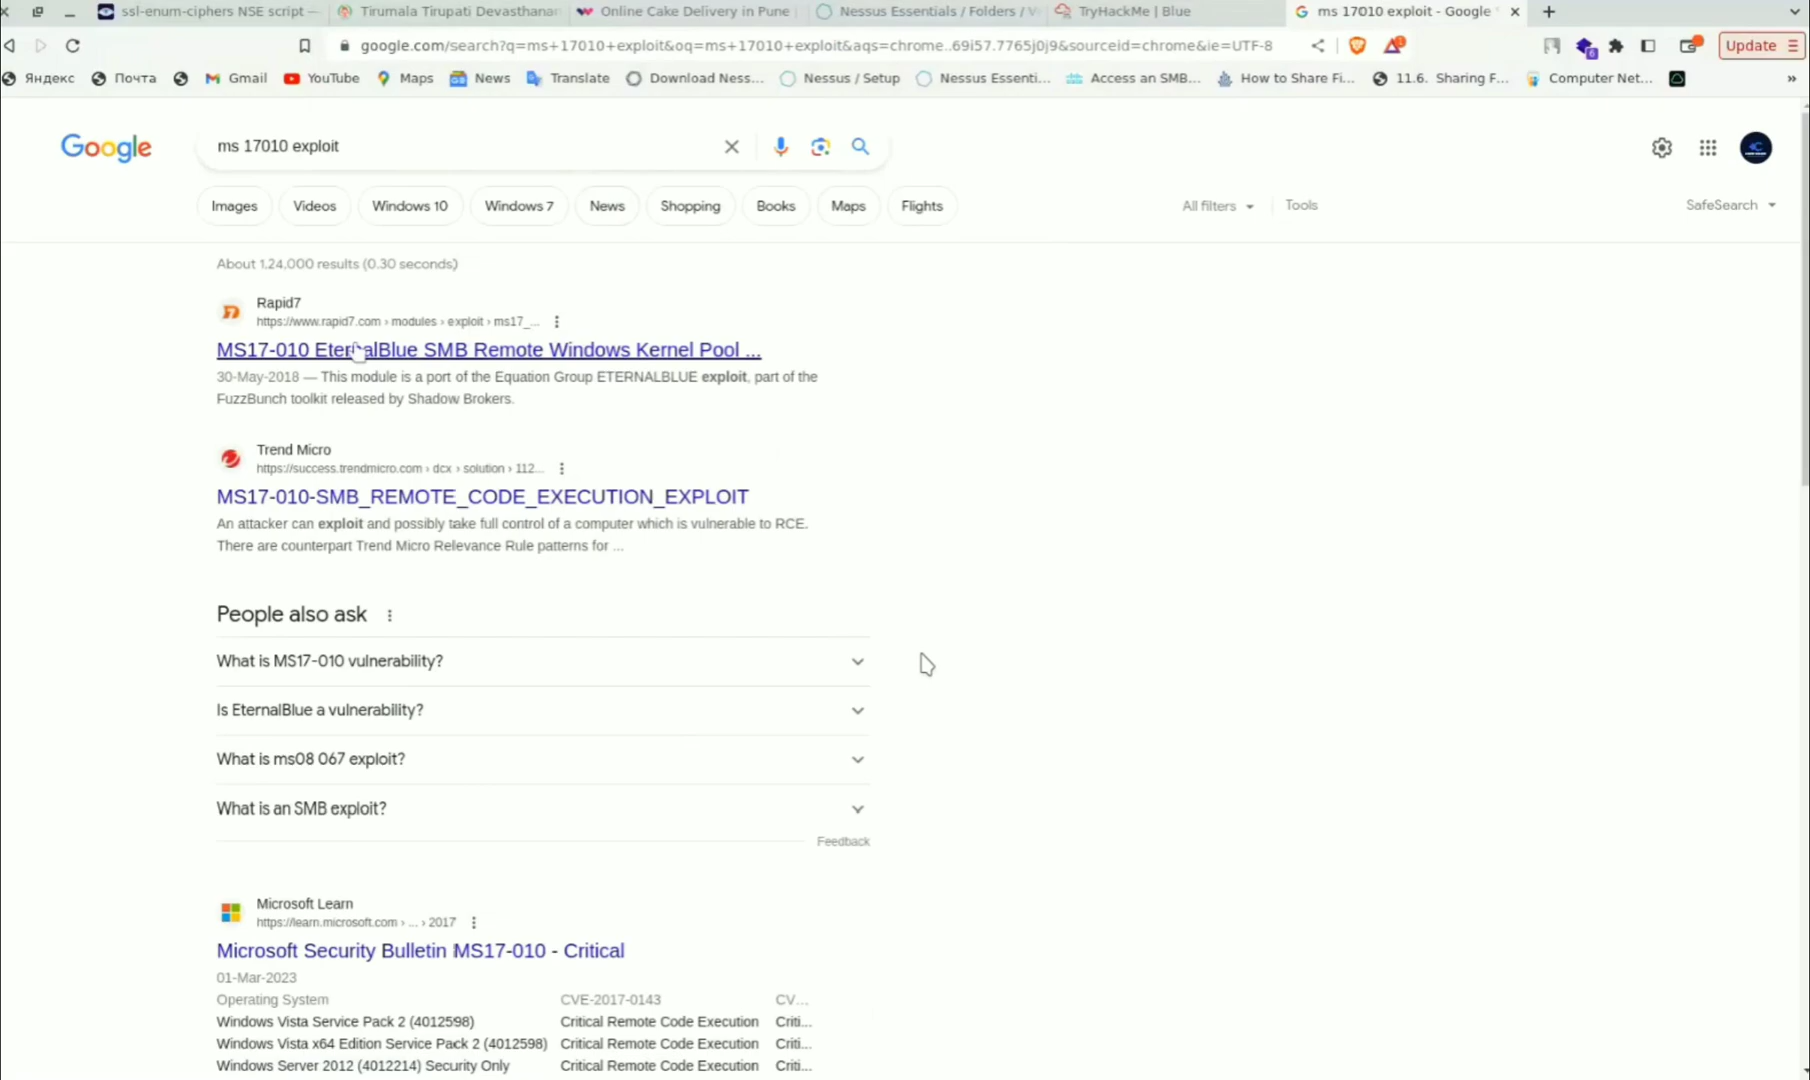 ssl-enum-ciphers NSE script —
Tirumala Tirupati Devasthanan
Online Cake Delivery in Pune
Nessus Essentials / Folders / V
TryHackMe | Blue
ms 17010 exploit - Google
google.com/search?q=ms+17010+exploit&oq=ms+17010+exploit&aqs=chrome..69i57.7765j0j9&sourceid=chrome&ie=UTF-8
Update
Яндекс
Почта
Gmail
YouTube
Maps
News
Translate
Download Ness...
Nessus / Setup
Nessus Essenti...
Access an SMB...
How to Share Fi...
11.6. Sharing F...
Computer Net...
»
Google
ms 17010 exploit
Images
Videos
Windows 10
Windows 7
News
Shopping
Books
Maps
Flights
All filters
Tools
SafeSearch
About 1,24,000 results (0.30 seconds)
Rapid7
https://www.rapid7.com › modules › exploit › ms17_...
MS17-010 EternalBlue SMB Remote Windows Kernel Pool ...
30-May-2018 — This module is a port of the Equation Group ETERNALBLUE exploit, part of the
FuzzBunch toolkit released by Shadow Brokers.
Trend Micro
https://success.trendmicro.com › dcx › solution › 112...
MS17-010-SMB_REMOTE_CODE_EXECUTION_EXPLOIT
An attacker can exploit and possibly take full control of a computer which is vulnerable to RCE.
There are counterpart Trend Micro Relevance Rule patterns for ...
People also ask
What is MS17-010 vulnerability?
Is EternalBlue a vulnerability?
What is ms08 067 exploit?
What is an SMB exploit?
Feedback
Microsoft Learn
https://learn.microsoft.com › ... › 2017
Microsoft Security Bulletin MS17-010 - Critical
01-Mar-2023
Operating System CVE-2017-0143 CV...
Windows Vista Service Pack 2 (4012598) Critical Remote Code Execution Criti...
Windows Vista x64 Edition Service Pack 2 (4012598) Critical Remote Code Execution Criti...
Windows Server 2012 (4012214) Security Only Critical Remote Code Execution Criti...